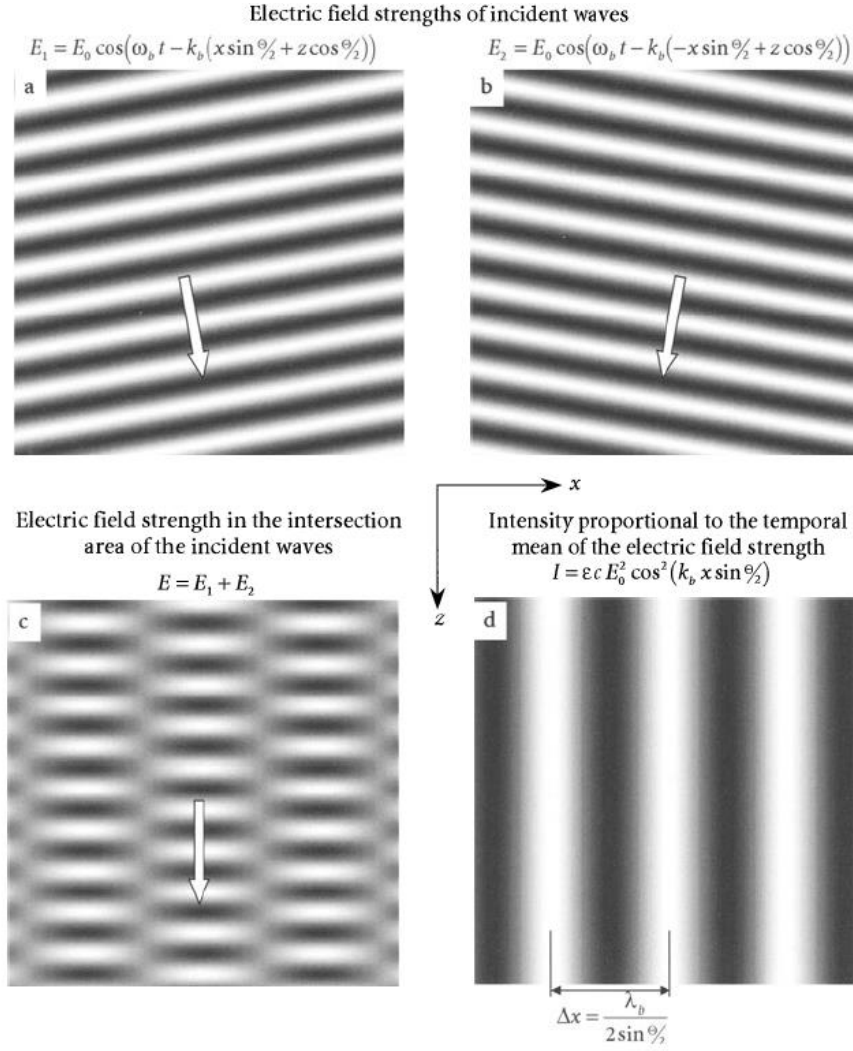 Electric field strengths of incident waves
E₁ = E₀ cos(ω_b t − k_b (x sin Θ/2 + z cos Θ/2))
E₂ = E₀ cos(ω_b t − k_b(−x sin Θ/2 + z cos Θ/2))
a
b
x
z
Electric field strength in the intersection
area of the incident waves
E = E₁ + E₂
Intensity proportional to the temporal
mean of the electric field strength
I = εc E₀² cos²(k_b x sin Θ/2)
c
d
Δx = λ_b / 2 sin Θ/2